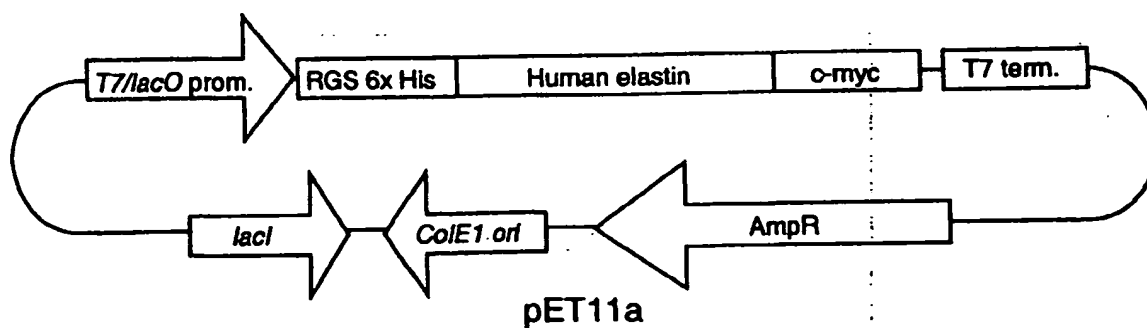 T7/lacO prom. RGS 6x His Human elastin c-myc T7 term.
lacI ColE1 ori AmpR
pET11a